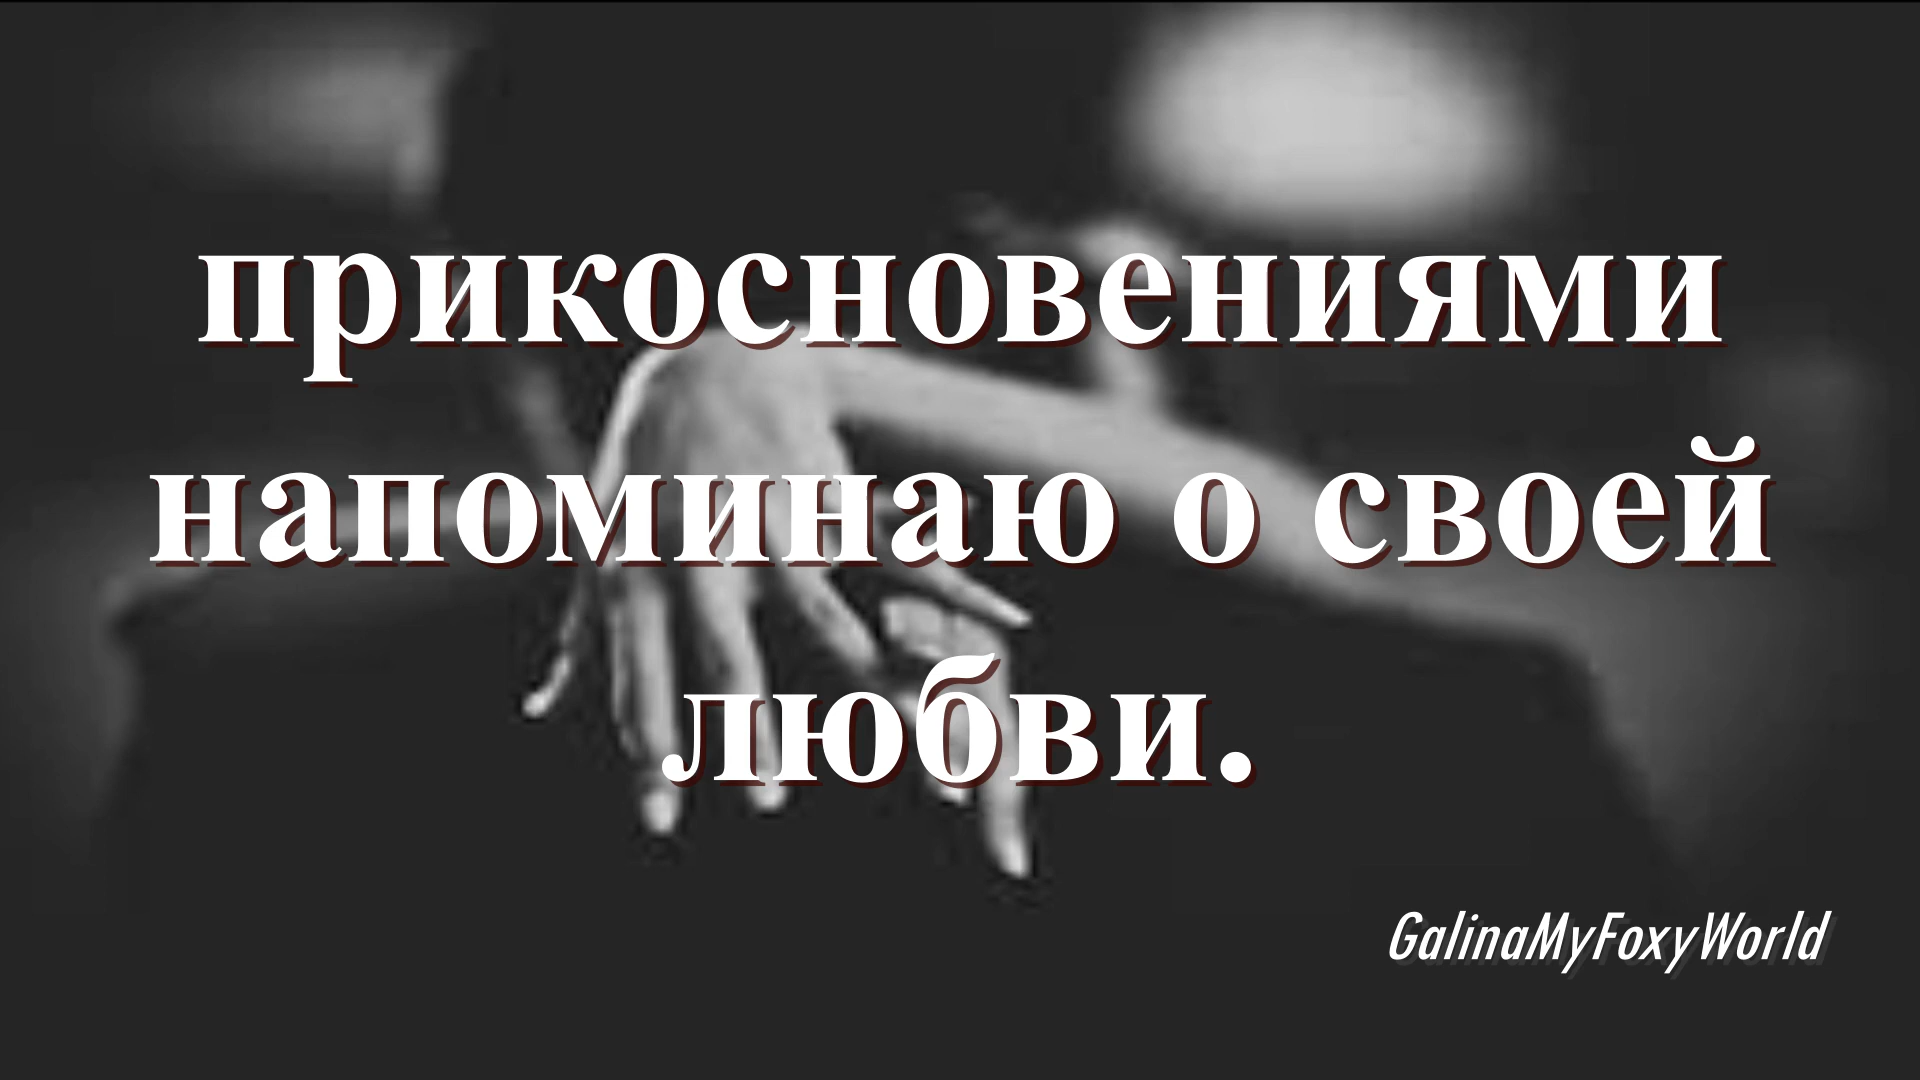 прикосновениями
напоминаю о своей
любви.
GalinaMyFoxyWorld